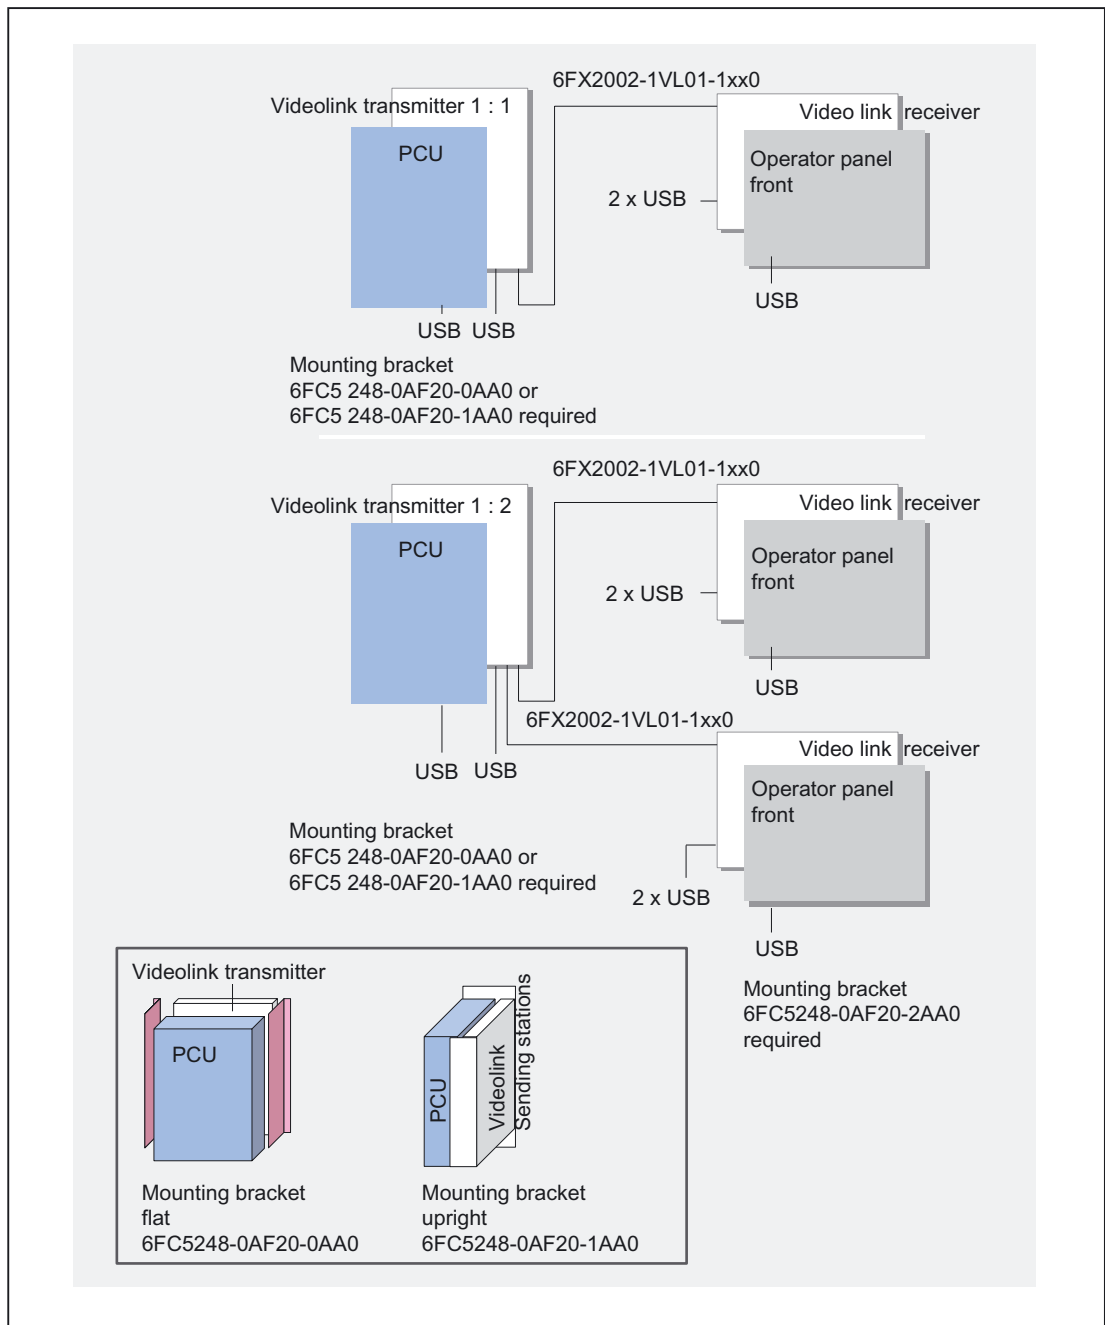 6FX2002-1VL01-1xx0
Videolink transmitter 1 : 1
Video link receiver
PCU
Operator panel
front
2 x USB
USB
USB USB
Mounting bracket
6FC5 248-0AF20-0AA0 or
6FC5 248-0AF20-1AA0 required
6FX2002-1VL01-1xx0
Videolink transmitter 1 : 2
Video link receiver
PCU
Operator panel
front
2 x USB
USB
6FX2002-1VL01-1xx0
USB USB
Video link receiver
Operator panel
front
Mounting bracket
6FC5 248-0AF20-0AA0 or
6FC5 248-0AF20-1AA0 required
2 x USB
USB
Mounting bracket
6FC5248-0AF20-2AA0
required
Videolink transmitter
PCU
Mounting bracket
flat
6FC5248-0AF20-0AA0
PCU
Videolink
Sending stations
Mounting bracket
upright
6FC5248-0AF20-1AA0